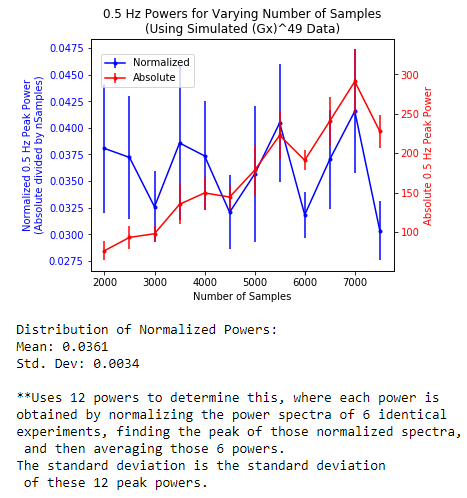 0.5 Hz Powers for Varying Number of Samples
(Using Simulated (Gx)^49 Data)
Normalized
Absolute
Normalized 0.5 Hz Peak Power
(Absolute divided by nSamples)
0.0475
0.0450
0.0425
0.0400
0.0375
0.0350
0.0325
0.0300
0.0275
300
250
200
150
100
Absolute 0.5 Hz Peak Power
2000 3000 4000 5000 6000 7000
Number of Samples
Distribution of Normalized Powers:
Mean: 0.0361
Std. Dev: 0.0034
**Uses 12 powers to determine this, where each power is
obtained by normalizing the power spectra of 6 identical
experiments, finding the peak of those normalized spectra,
and then averaging those 6 powers.
The standard deviation is the standard deviation
of these 12 peak powers.